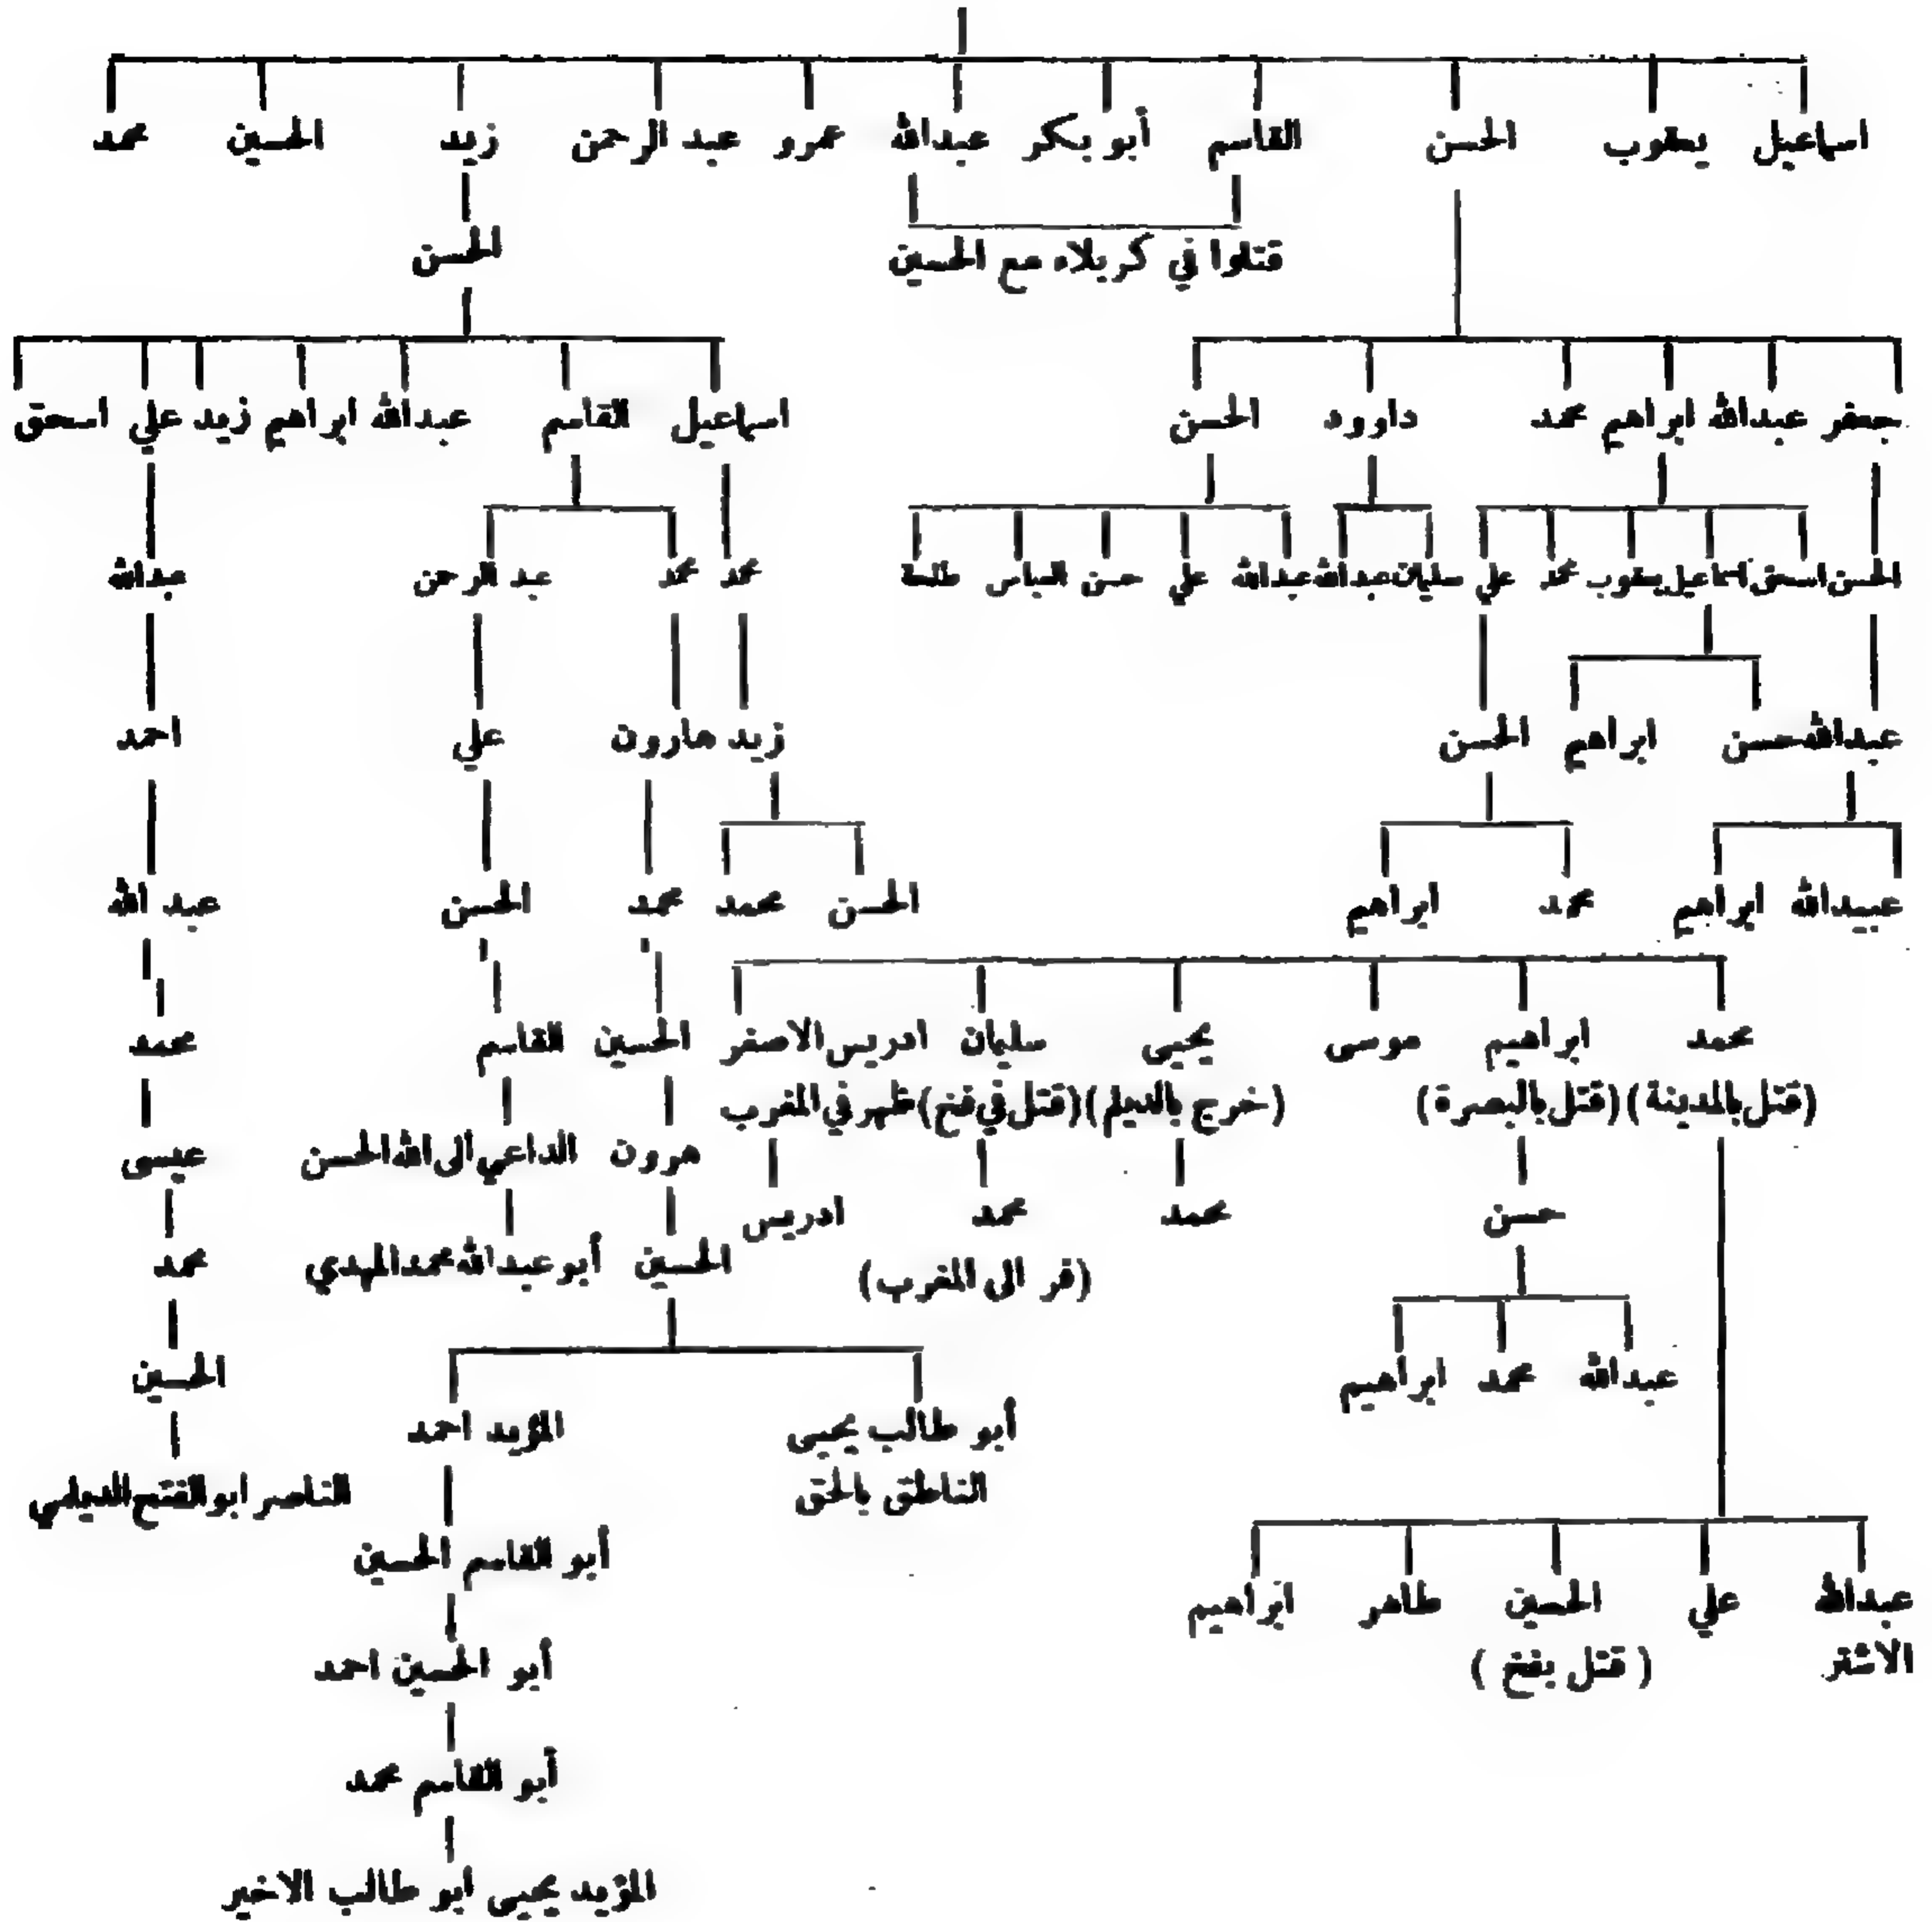 اسماعيل يعقوب الحسن القاسم أبو بكر عبدالله عمرو عبد الرحمن زيد الحسين محمد
قتلوا في كربلاء مع الحسين الحسن
جعفر عبدالله ابراهيم محمد داوود الحسن اسماعيل القاسم عبدالله ابراهيم زيد علي اسحق
الحسن اسحق اسماعيل يعقوب محمد علي سليمان عبدالله عبدالله علي حسن العباس طلحة محمد محمد عبد الرحمن عبدالله
عبدالله حسن ابراهيم الحسن زيد هارون علي احمد
عبيدالله ابراهيم محمد ابراهيم الحسن محمد محمد الحسن عبد الله
محمد ابراهيم موسى يحيى سليمان ادريس الاصغر الحسين القاسم محمد
(قتل بالمدينة) (قتل بالبصرة) (خرج بالديلم) (قتل في فخ) ظهر في المغرب
هرون الداعي الى الله الحسن عيسى
حسن محمد محمد ادريس
الحسين أبو عبدالله محمد المهدي محمد
(فر الى المغرب)
عبدالله محمد ابراهيم الحسين
أبو طالب يحيى المؤيد احمد
الناطق بالحق الناصر ابو الفتح الديلمي
أبو القاسم الحسين
عبدالله علي الحسين طاهر ابراهيم
الاشتر (قتل بفخ) أبو الحسين احمد
أبو القاسم محمد
المؤيد يحيى ابو طالب الاخير